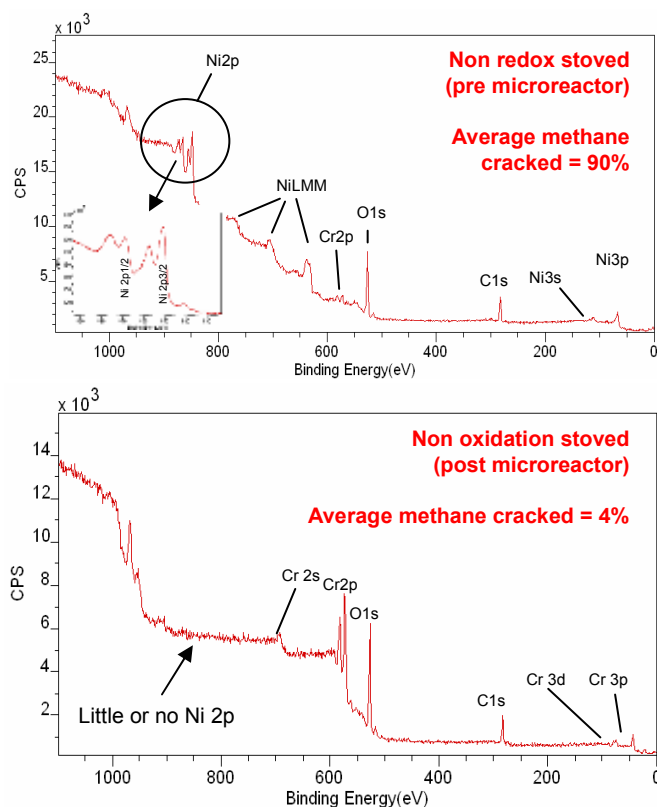 x 10³
Non redox stoved
(pre microreactor)
Average methane
cracked = 90%
Ni2p
25
20
15
10
5
CPS
NiLMM
Cr2p
O1s
C1s
Ni3s
Ni3p
Ni 2p1/2
Ni 2p3/2
1000
800
600
400
200
0
Binding Energy(eV)
x 10³
Non oxidation stoved
(post microreactor)
Average methane cracked = 4%
14
12
10
8
6
4
2
CPS
Cr 2s
Cr2p
O1s
Little or no Ni 2p
C1s
Cr 3d
Cr 3p
1000
800
600
400
200
0
Binding Energy(eV)